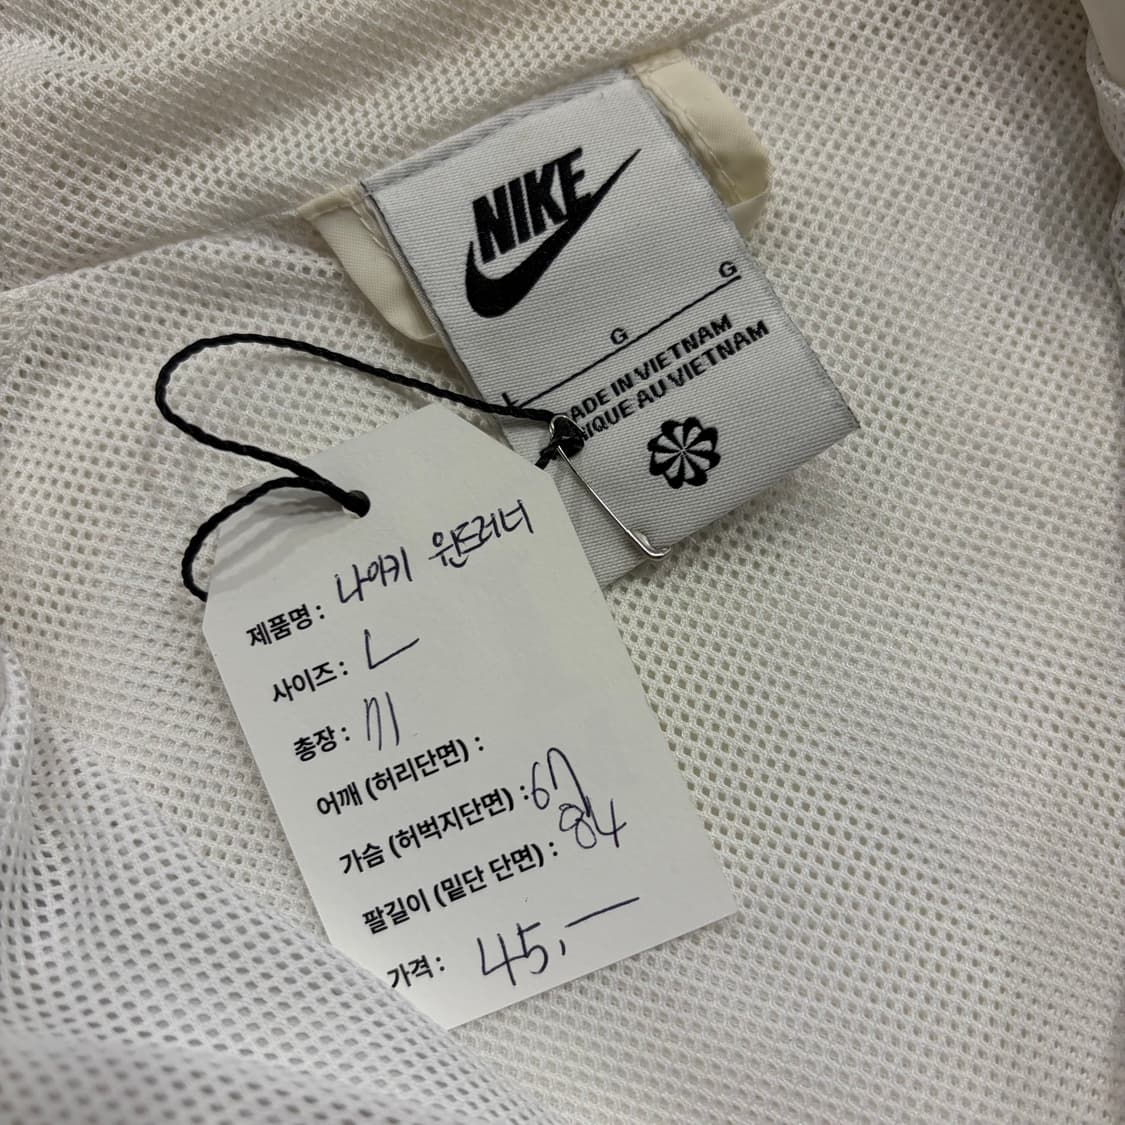 NIKE
L G G
ADE IN VIETNAM
IQUE AU VIETNAM
제품명 : 나이키 윈드러너
사이즈 : L
총장 : 71
어깨 (허리단면) :
가슴 (허벅지단면) : 67
팔길이 (밑단 단면) : 84
가격 : 45,—